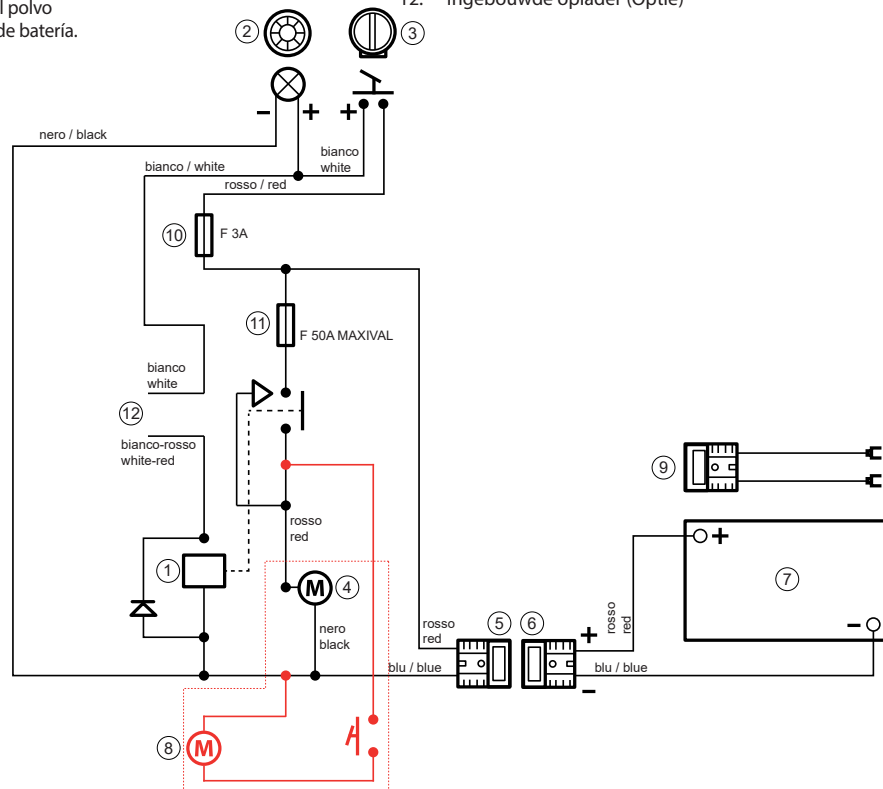 l polvo
de batería.
12. Ingebouwde oplader (Optie)
2
3
- + +
nero / black
bianco
white
bianco / white
rosso / red
10
F 3A
11
F 50A MAXIVAL
bianco
white
12
bianco-rosso
white-red
9
rosso
red
1
M
4
+
7
rosso
red
nero
black
rosso
red
5
6
+
-
blu / blue
blu / blue
-
8
M